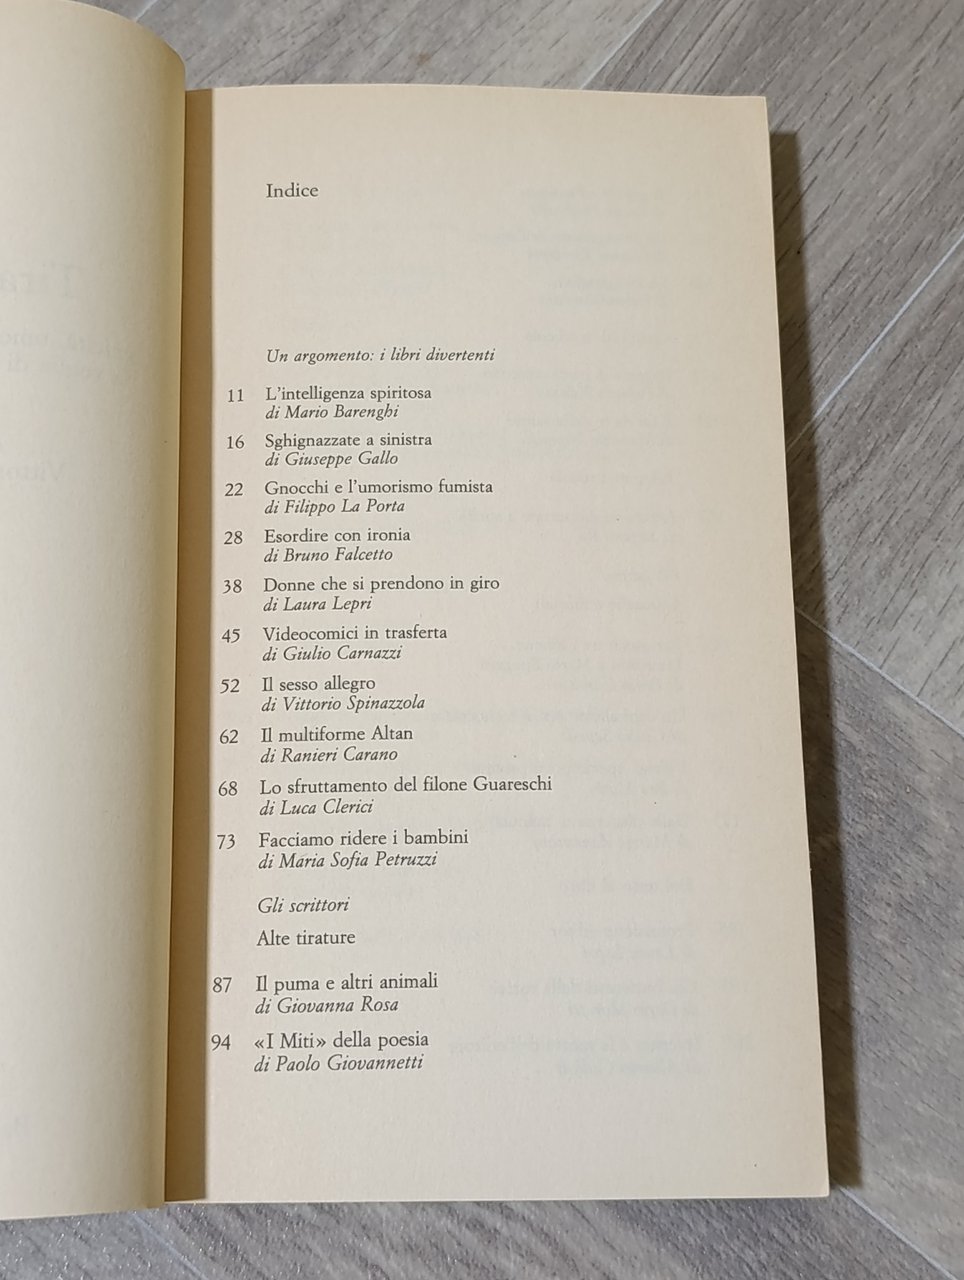 Indice
Un argomento: i libri divertenti
11 L'intelligenza spiritosa
di Mario Barenghi
16 Sghignazzate a sinistra
di Giuseppe Gallo
22 Gnocchi e l'umorismo fumista
di Filippo La Porta
28 Esordire con ironia
di Bruno Falcetto
38 Donne che si prendono in giro
di Laura Lepri
45 Videocomici in trasferta
di Giulio Carnazzi
52 Il sesso allegro
di Vittorio Spinazzola
62 Il multiforme Altan
di Ranieri Carano
68 Lo sfruttamento del filone Guareschi
di Luca Clerici
73 Facciamo ridere i bambini
di Maria Sofia Petruzzi
Gli scrittori
Alte tirature
87 Il puma e altri animali
di Giovanna Rosa
94 «I Miti» della poesia
di Paolo Giovannetti